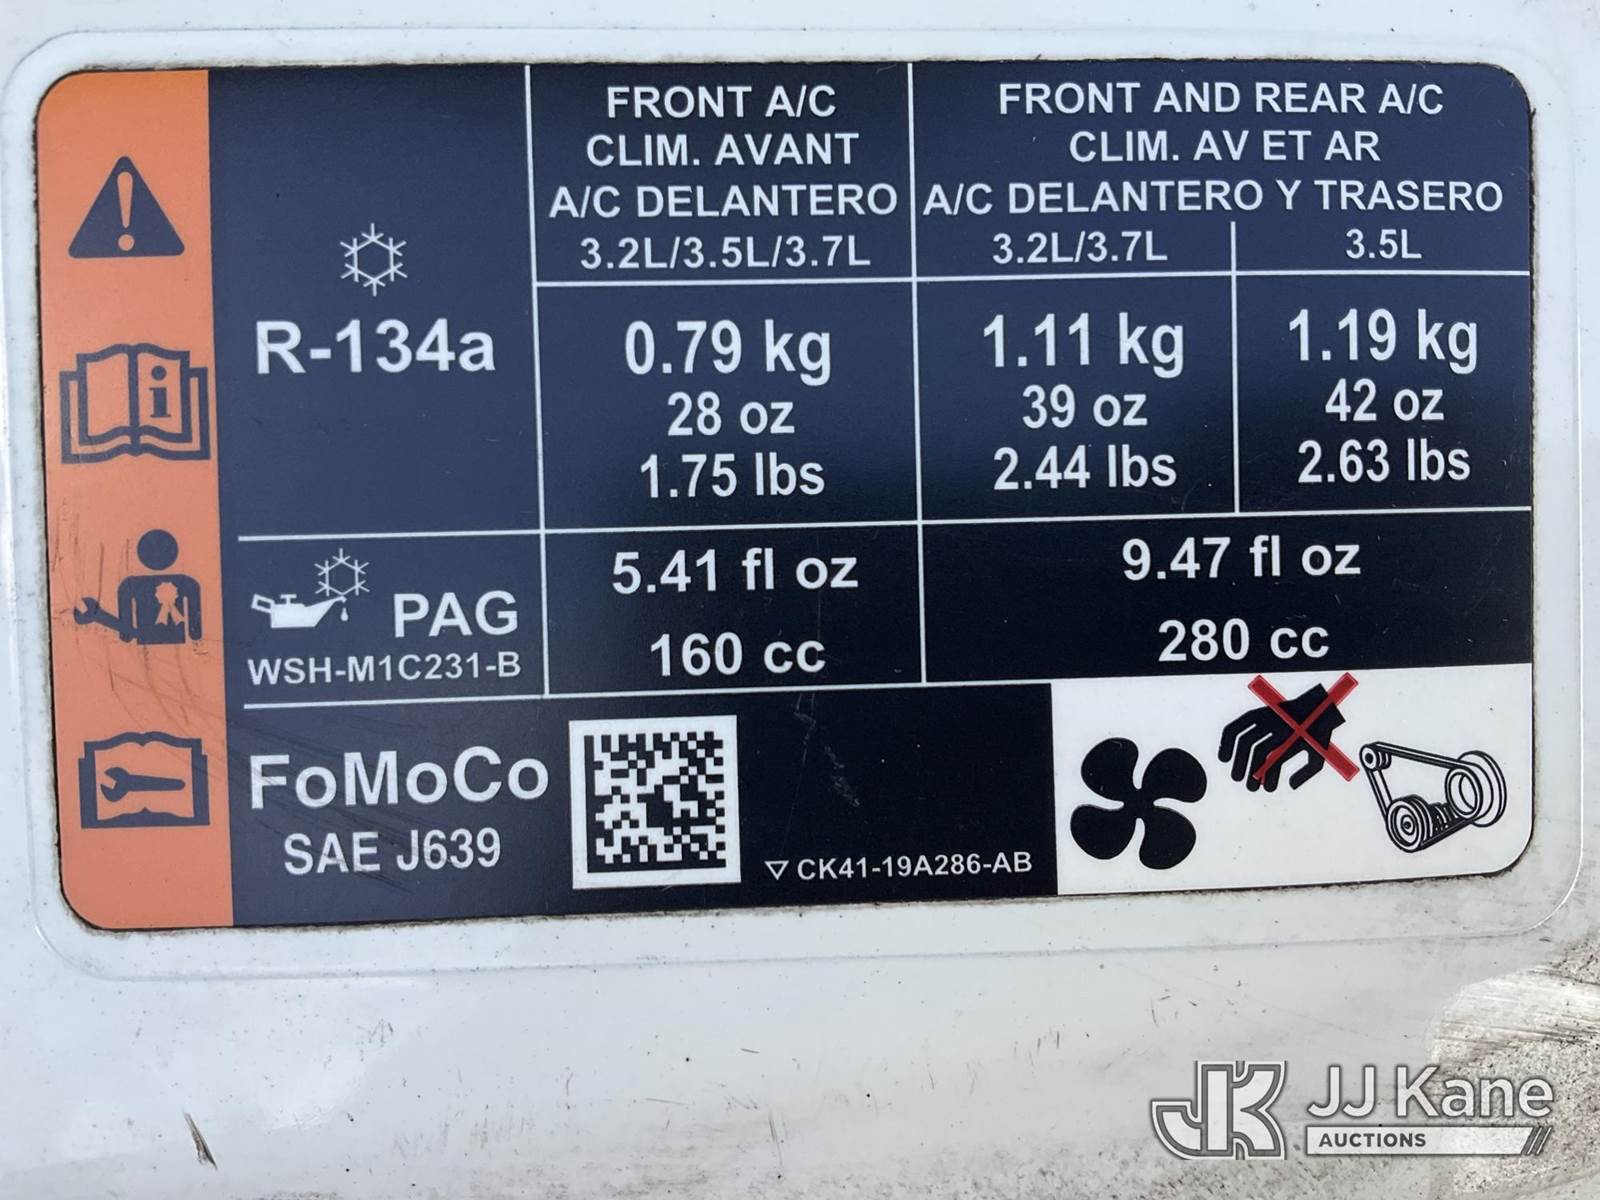 FRONT A/C
CLIM. AVANT
A/C DELANTERO
3.2L/3.5L/3.7L
FRONT AND REAR A/C
CLIM. AV ET AR
A/C DELANTERO Y TRASERO
3.2L/3.7L
3.5L
R-134a
0.79 kg
28 oz
1.75 lbs
1.11 kg
39 oz
2.44 lbs
1.19 kg
42 oz
2.63 lbs
PAG
WSH-M1C231-B
5.41 fl oz
160 cc
9.47 fl oz
280 cc
FoMoCo
SAE J639
CK41-19A286-AB
JJ Kane
AUCTIONS